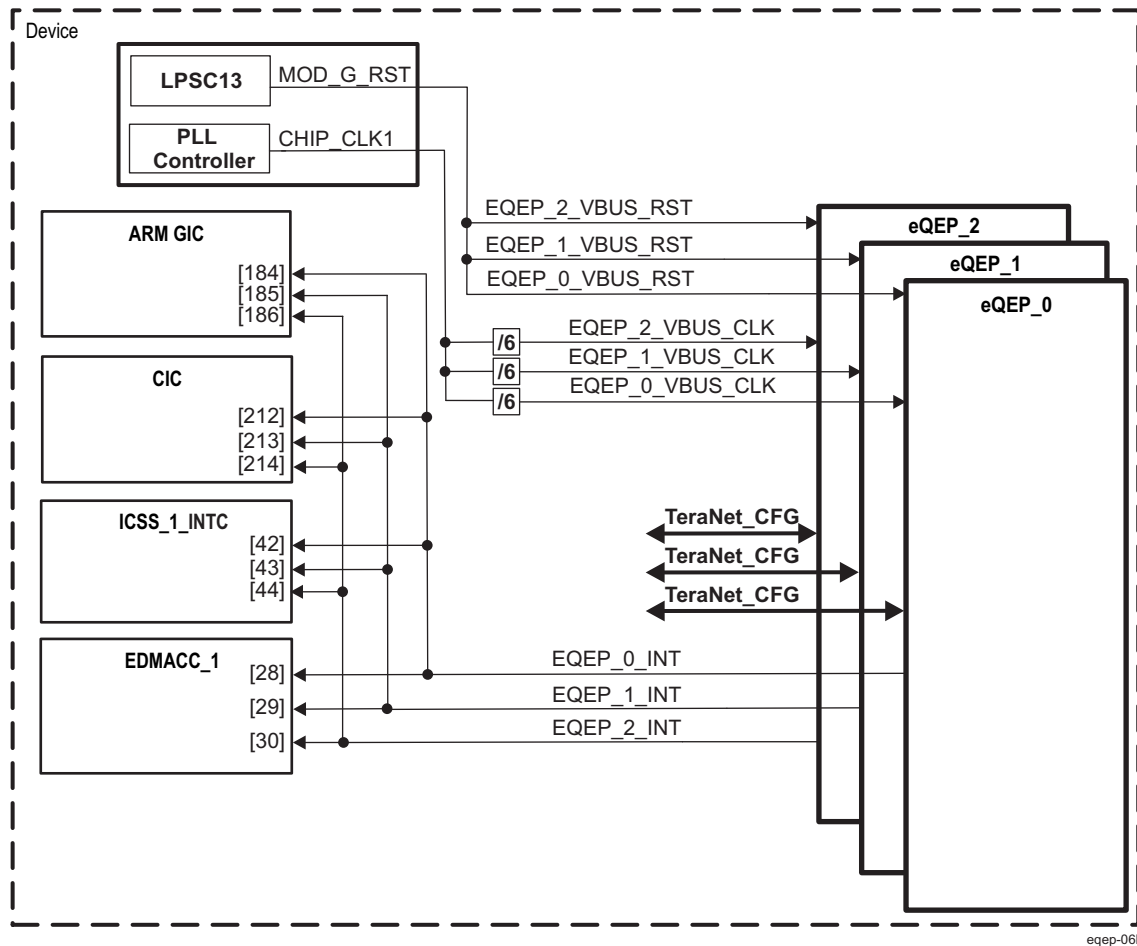 Device
LPSC13
MOD_G_RST
PLL
Controller
CHIP_CLK1
ARM GIC
[184]
[185]
[186]
CIC
[212]
[213]
[214]
ICSS_1_INTC
[42]
[43]
[44]
EDMACC_1
[28]
[29]
[30]
EQEP_2_VBUS_RST
EQEP_1_VBUS_RST
EQEP_0_VBUS_RST
/6
EQEP_2_VBUS_CLK
/6
EQEP_1_VBUS_CLK
/6
EQEP_0_VBUS_CLK
TeraNet_CFG
TeraNet_CFG
TeraNet_CFG
EQEP_0_INT
EQEP_1_INT
EQEP_2_INT
eQEP_2
eQEP_1
eQEP_0